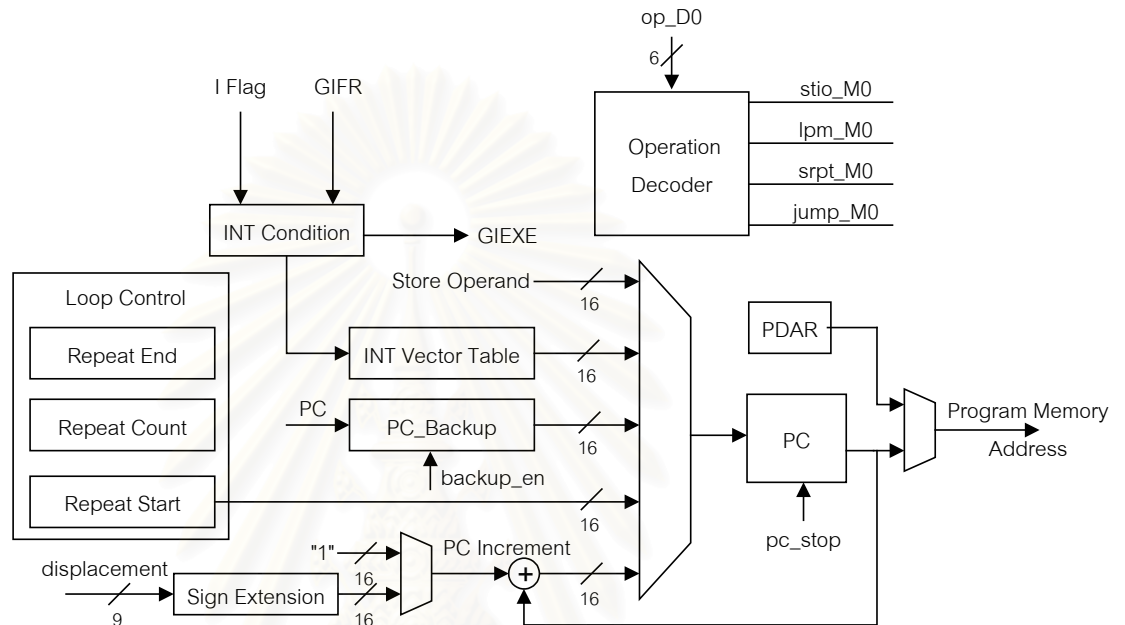 op_D0
6
I Flag
GIFR
Operation
Decoder
stio_M0
lpm_M0
srpt_M0
jump_M0
INT Condition
GIEXE
Store Operand
16
Loop Control
Repeat End
Repeat Count
Repeat Start
INT Vector Table
16
PC
PC_Backup
16
backup_en
16
PDAR
PC
pc_stop
Program Memory
Address
"1"
16
PC Increment
+
16
displacement
9
Sign Extension
16